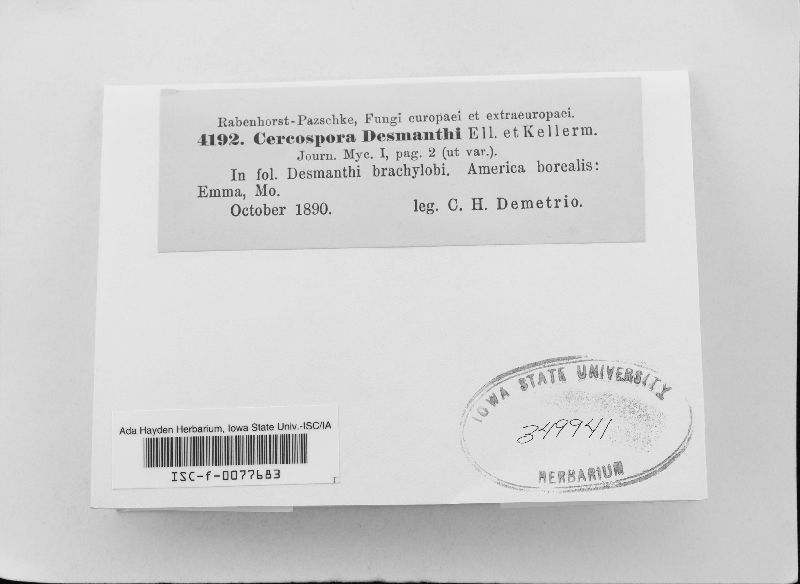 Rabenhorst-Pazschke, Fungi europaei et extraeuropaei.
4192. Cercospora Desmanthi Ell. et Kellerm.
Journ. Myc. I, pag. 2 (ut var.).
In fol. Desmanthi brachylobi. America borealis:
Emma, Mo.
October 1890. leg. C. H. Demetrio.
IOWA STATE UNIVERSITY
349941
HERBARIUM
Ada Hayden Herbarium, Iowa State Univ.-ISC/IA
ISC-f-0077683